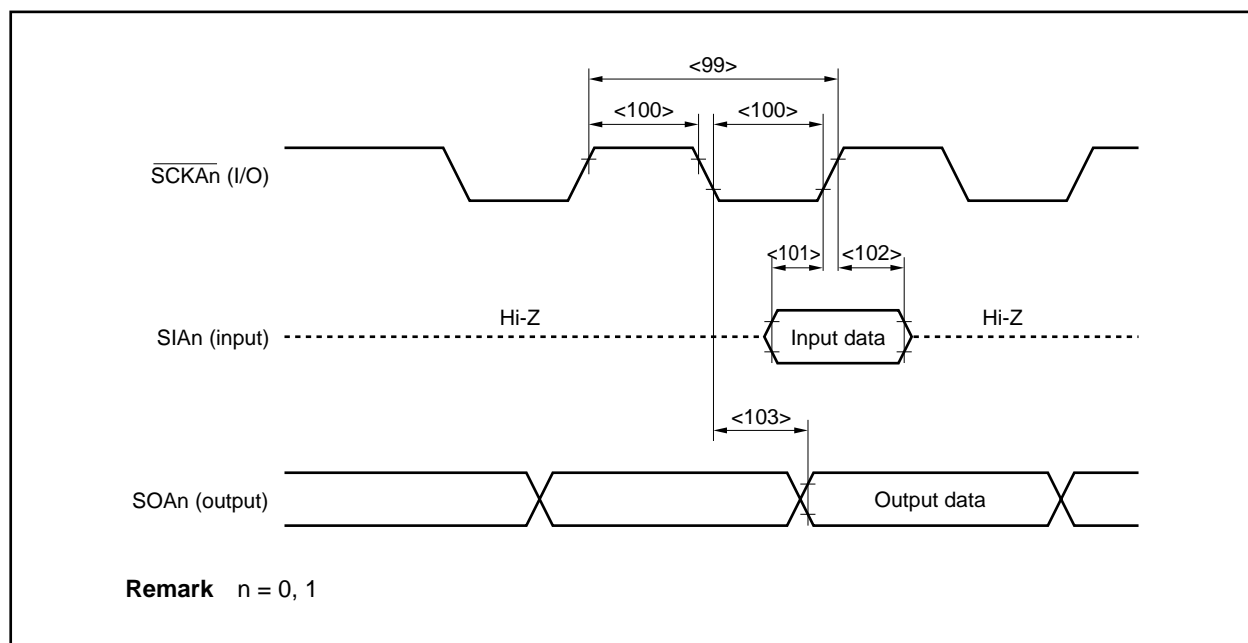 <99>
<100> <100>
SCKAn (I/O)
<101> <102>
Hi-Z Hi-Z
SIAn (input) Input data
<103>
SOAn (output) Output data
Remark n = 0, 1